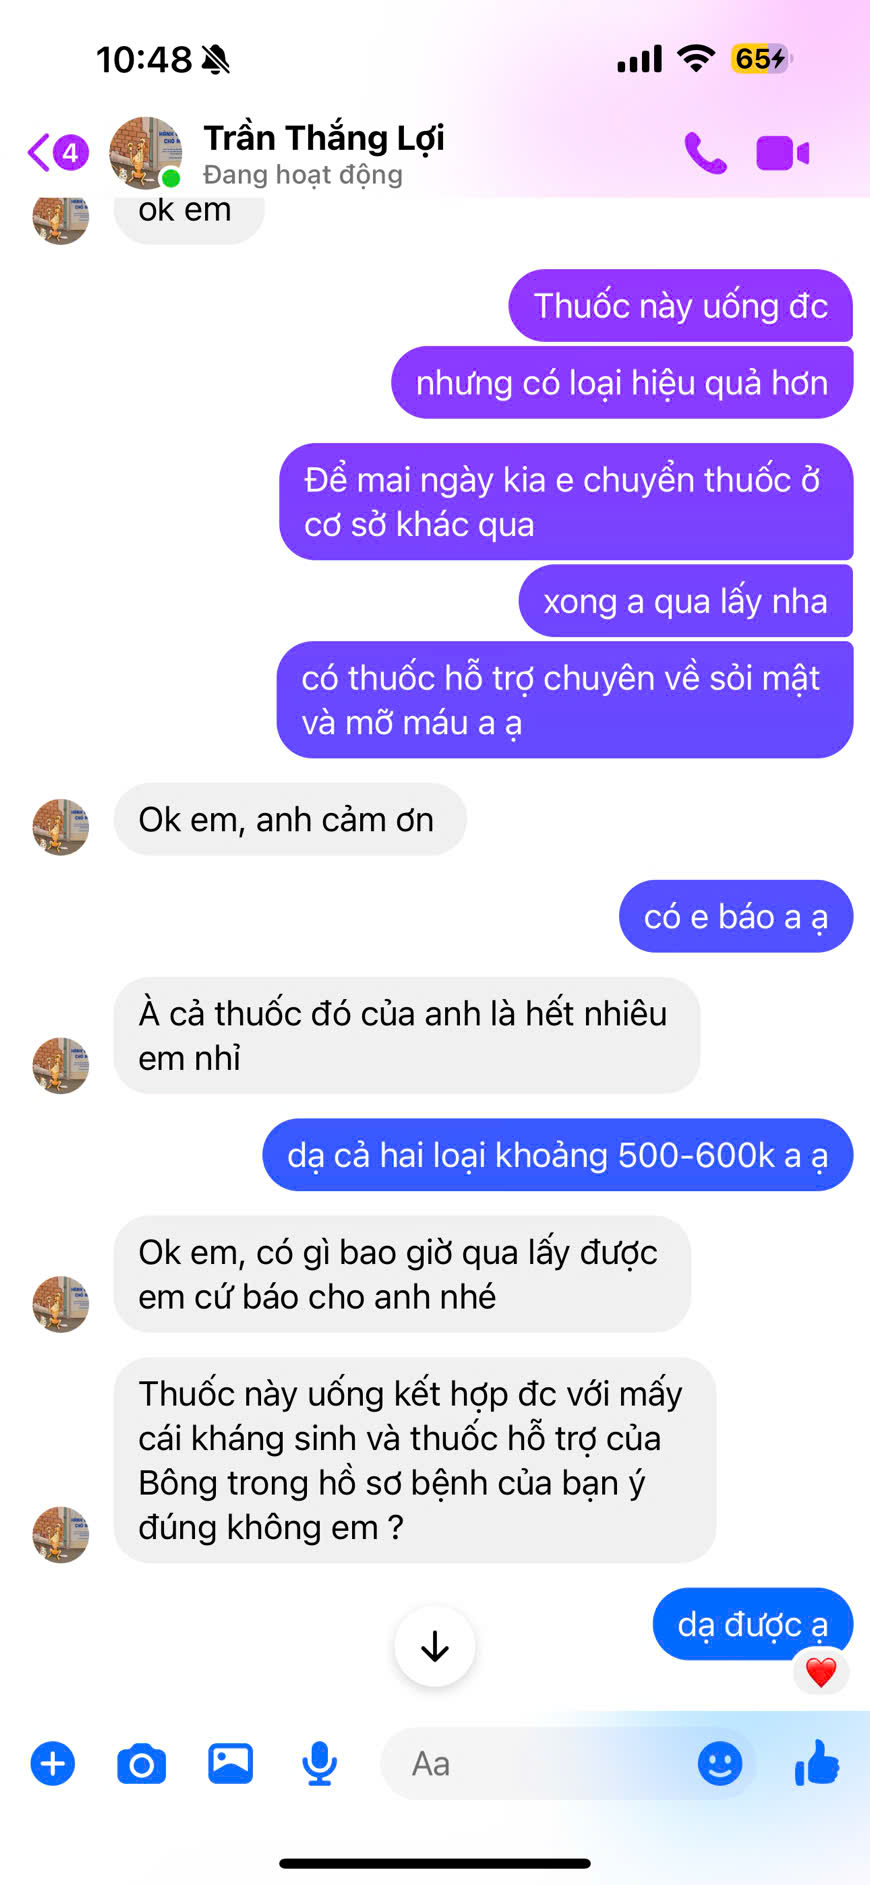 10:48
65
4
Trần Thắng Lợi
Đang hoạt động
ok em
Thuốc này uống đc
nhưng có loại hiệu quả hơn
Để mai ngày kia e chuyển thuốc ở
cơ sở khác qua
xong a qua lấy nha
có thuốc hỗ trợ chuyên về sỏi mật
và mỡ máu a ạ
Ok em, anh cảm ơn
có e báo a ạ
À cả thuốc đó của anh là hết nhiêu
em nhỉ
dạ cả hai loại khoảng 500-600k a ạ
Ok em, có gì bao giờ qua lấy được
em cứ báo cho anh nhé
Thuốc này uống kết hợp đc với mấy
cái kháng sinh và thuốc hỗ trợ của
Bông trong hồ sơ bệnh của bạn ý
đúng không em ?
dạ được ạ
Aa